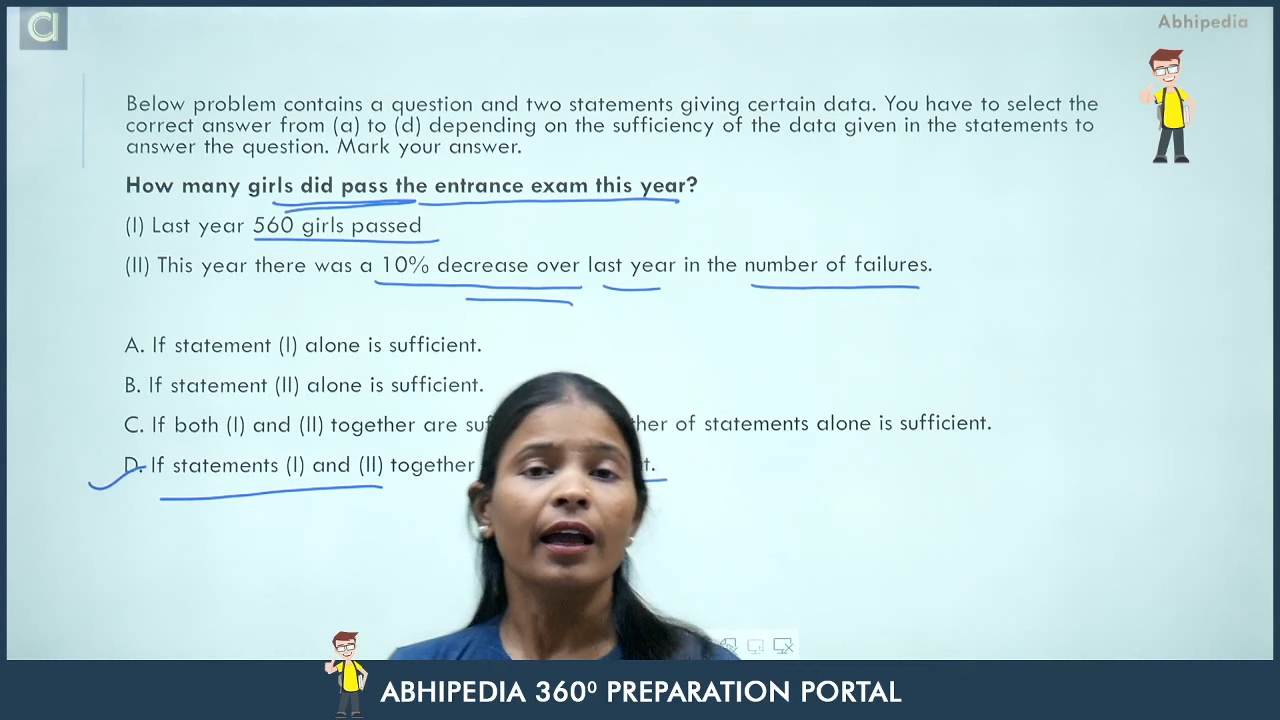 a
Abhipedia
Below problem contains a question and two statements giving certain data. You have to select the
correct answer from (a) to (d) depending on the sufficiency of the data given in the statements to
answer the question. Mark your answer.
How many girls did pass the entrance exam this year?
(I) Last year 560 girls passed
(II) This year there was a 10% decrease over last year in the number of failures.
A. If statement (I) alone is sufficient.
B. If statement (II) alone is sufficient.
C. If both (I) and (II) together are of statements alone is sufficient.
D. If statements (I) and (II) together
ABHIPEDIA 360⁰ PREPARATION PORTAL